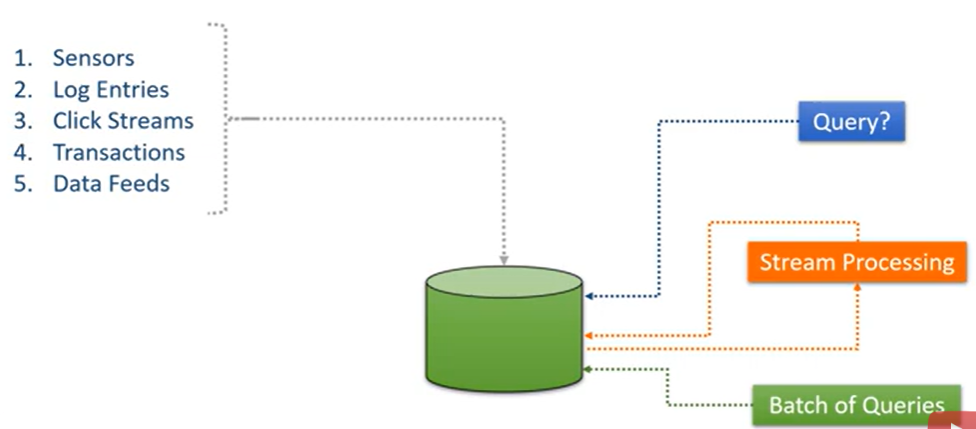 1. Sensors
2. Log Entries
3. Click Streams
4. Transactions
5. Data Feeds
Query?
Stream Processing
Batch of Queries